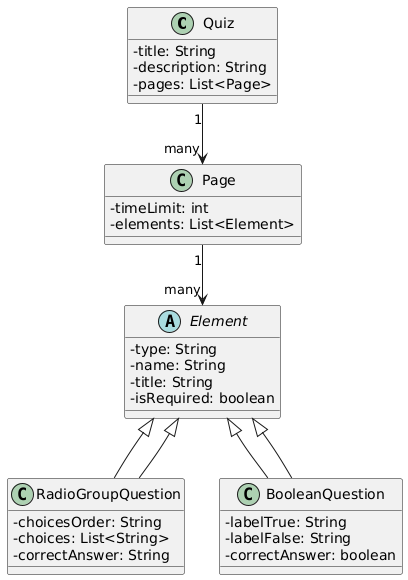 C Quiz
-title: String
-description: String
-pages: List<Page>
1
many
C Page
-timeLimit: int
-elements: List<Element>
1
many
A Element
-type: String
-name: String
-title: String
-isRequired: boolean
C RadioGroupQuestion
-choicesOrder: String
-choices: List<String>
-correctAnswer: String
C BooleanQuestion
-labelTrue: String
-labelFalse: String
-correctAnswer: boolean